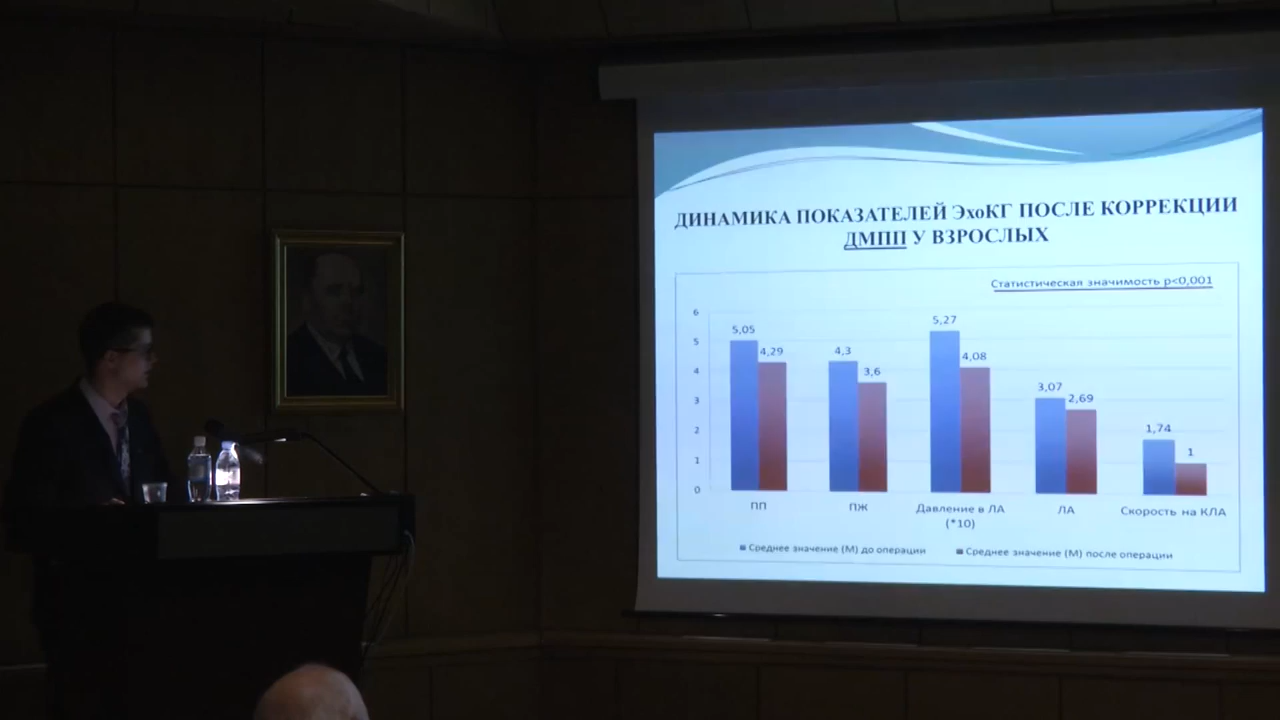 ДИНАМИКА ПОКАЗАТЕЛЕЙ ЭхоКГ ПОСЛЕ КОРРЕКЦИИ
ДМПП У ВЗРОСЛЫХ
Статистическая значимость p<0,001
6
5
4
3
2
1
0
5,05
4,29
4,3
3,6
5,27
4,08
3,07
2,69
1,74
1
ПП
ПЖ
Давление в ЛА
(*10)
ЛА
Скорость на КЛА
Среднее значение (М) до операции
Среднее значение (М) после операции